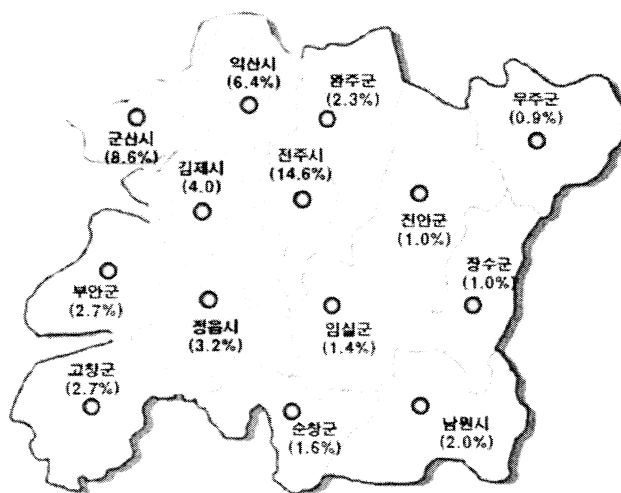 익산시
(6.4%)
완주군
(2.3%)
무주군
(0.9%)
군산시
(8.6%)
김제시
(4.0)
전주시
(14.6%)
진안군
(1.0%)
장수군
(1.0%)
부안군
(2.7%)
정읍시
(3.2%)
임실군
(1.4%)
고창군
(2.7%)
순창군
(1.6%)
남원시
(2.0%)